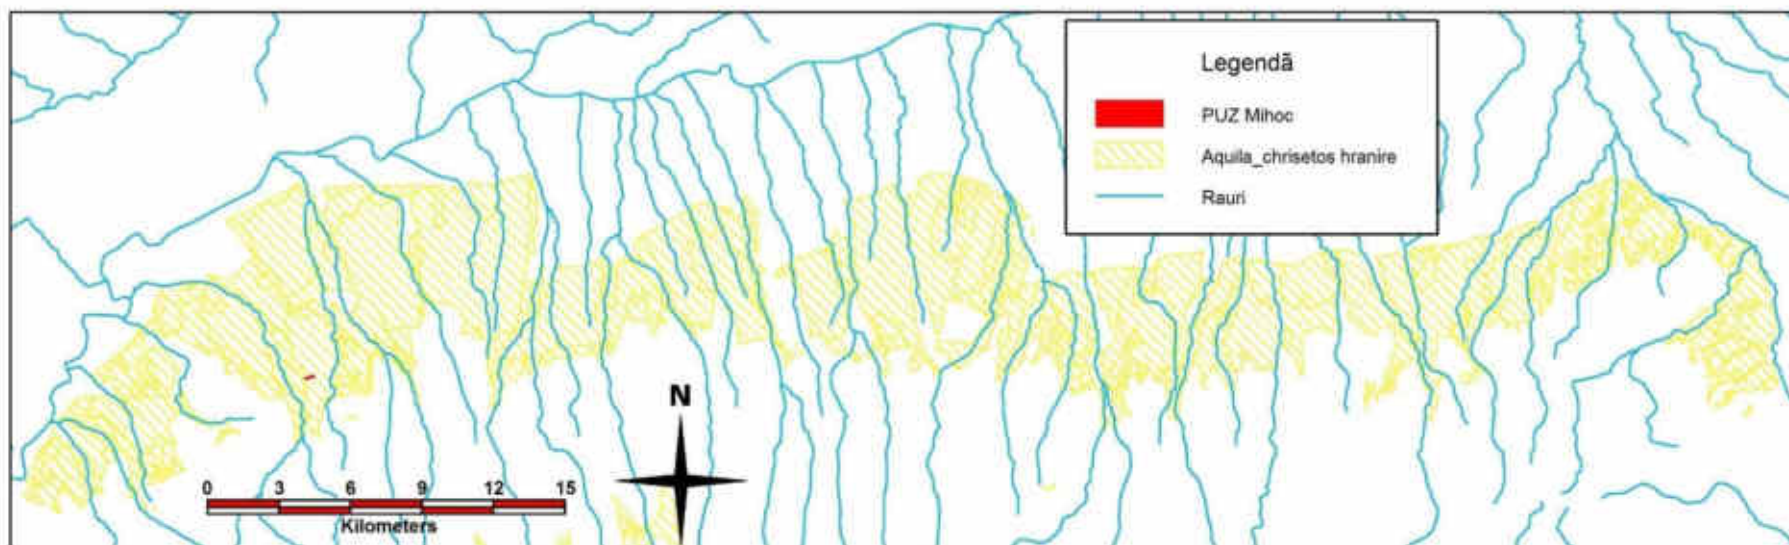 Legendă
PUZ Mihoc
Aquila_chrisetos hranire
Rauri
N
0 3 6 9 12 15
Kilometers